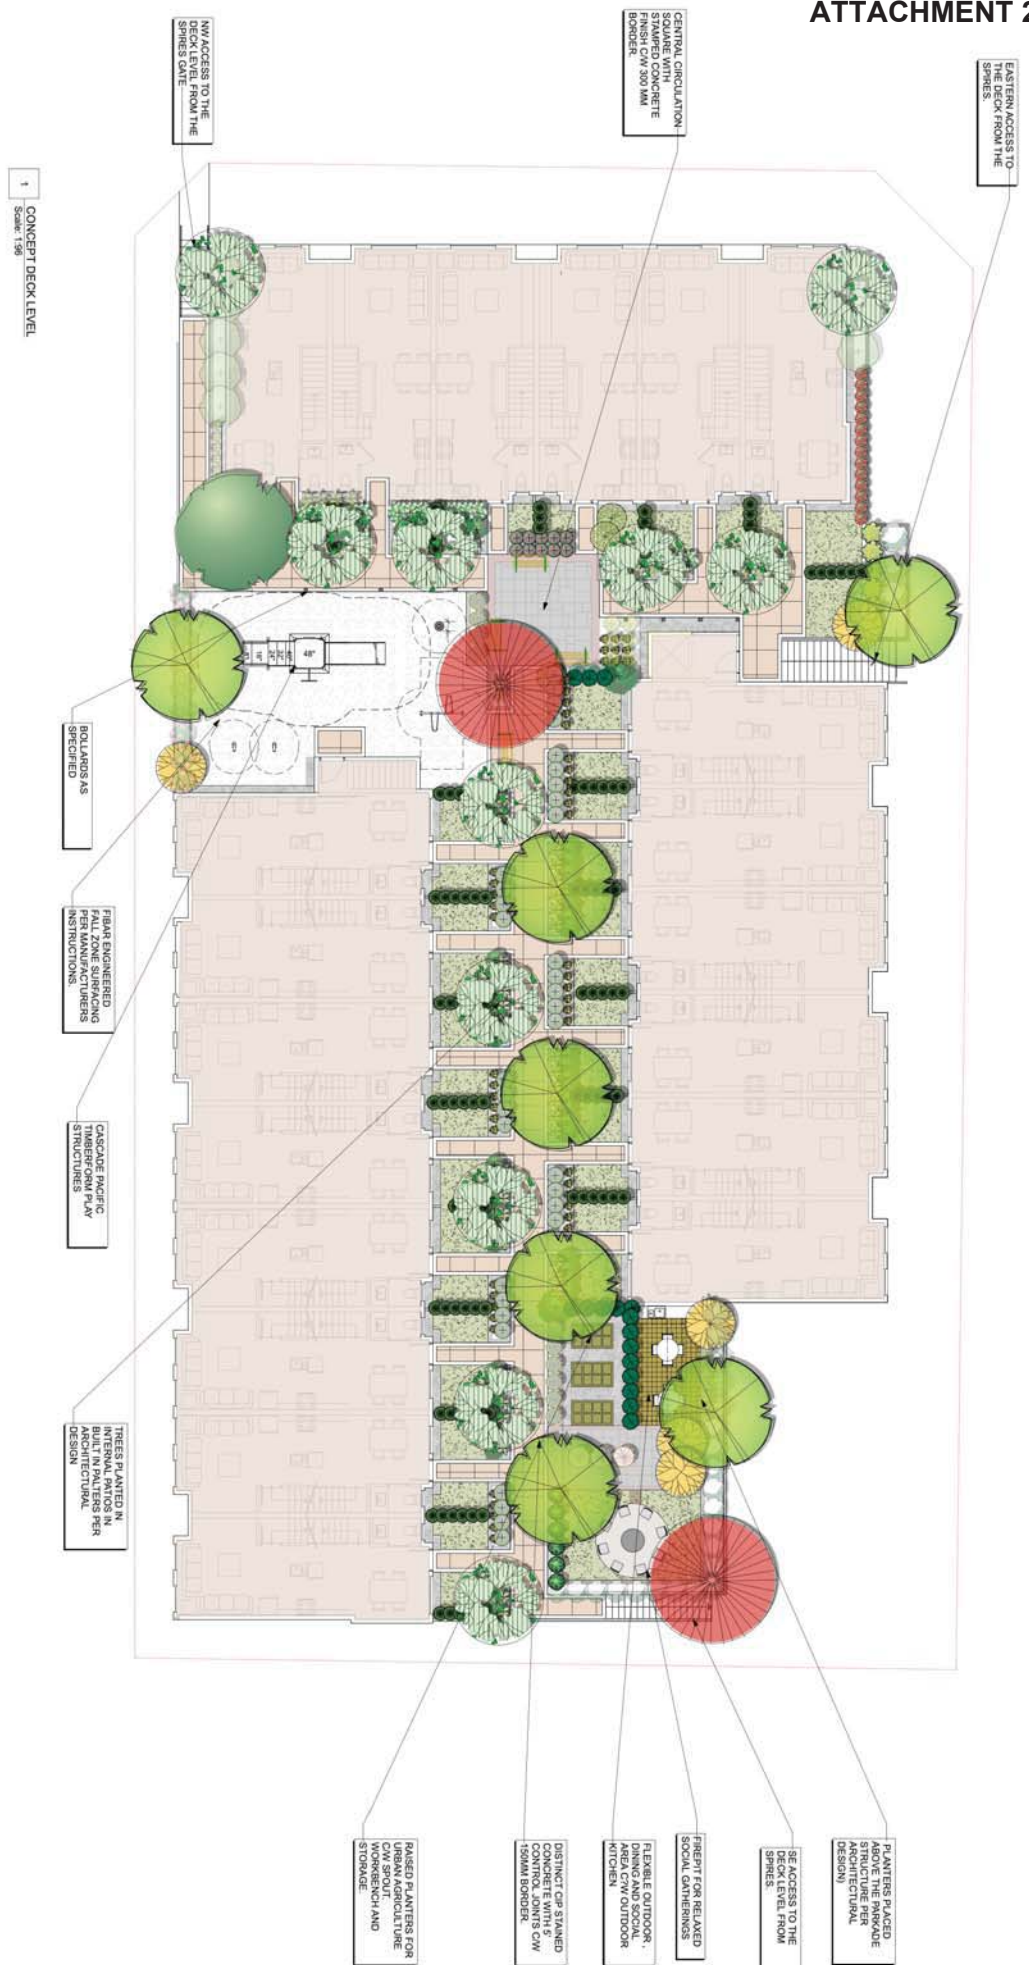 ATTACHMENT 2
EASTERN ACCESS TO
THE DECK FROM THE
SPIRES.
CENTRAL CIRCULATION
SQUARE WITH
STAMPED CONCRETE
FINISH C/W 300 MM
BORDER.
NW ACCESS TO THE
DECK LEVEL FROM THE
SPIRES GATE
1
CONCEPT DECK LEVEL
Scale: 1:96
48"
40"
32"
24"
16"
8"
BOLLARDS AS
SPECIFIED
FIBAR ENGINEERED
FALL ZONE SURFACING
PER MANUFACTURERS
INSTRUCTIONS.
CASCADE PACIFIC
TIMBERFORM PLAY
STRUCTURES
TREES PLANTED IN
INTERNAL PATIOS IN
BUILT IN PALTERS PER
ARCHITECTURAL
DESIGN
PLANTERS PLACED
ABOVE THE PARKADE
STRUCTURE PER
ARCHITECTURAL
DESIGN)
SE ACCESS TO THE
DECK LEVEL FROM
SPIRES.
FIREPIT FOR RELAXED
SOCIAL GATHERINGS
FLEXIBLE OUTDOOR ,
DINING AND SOCIAL
AREA C/W OUTDOOR
KITCHEN
DISTINCT CIP STAINED
CONCRETE WITH 5'
CONTROL JOINTS C/W
150MM BORDER.
RAISED PLANTERS FOR
URBAN AGRICULTURE
C/W SPOUT.
WORKBENCH AND
STORAGE.